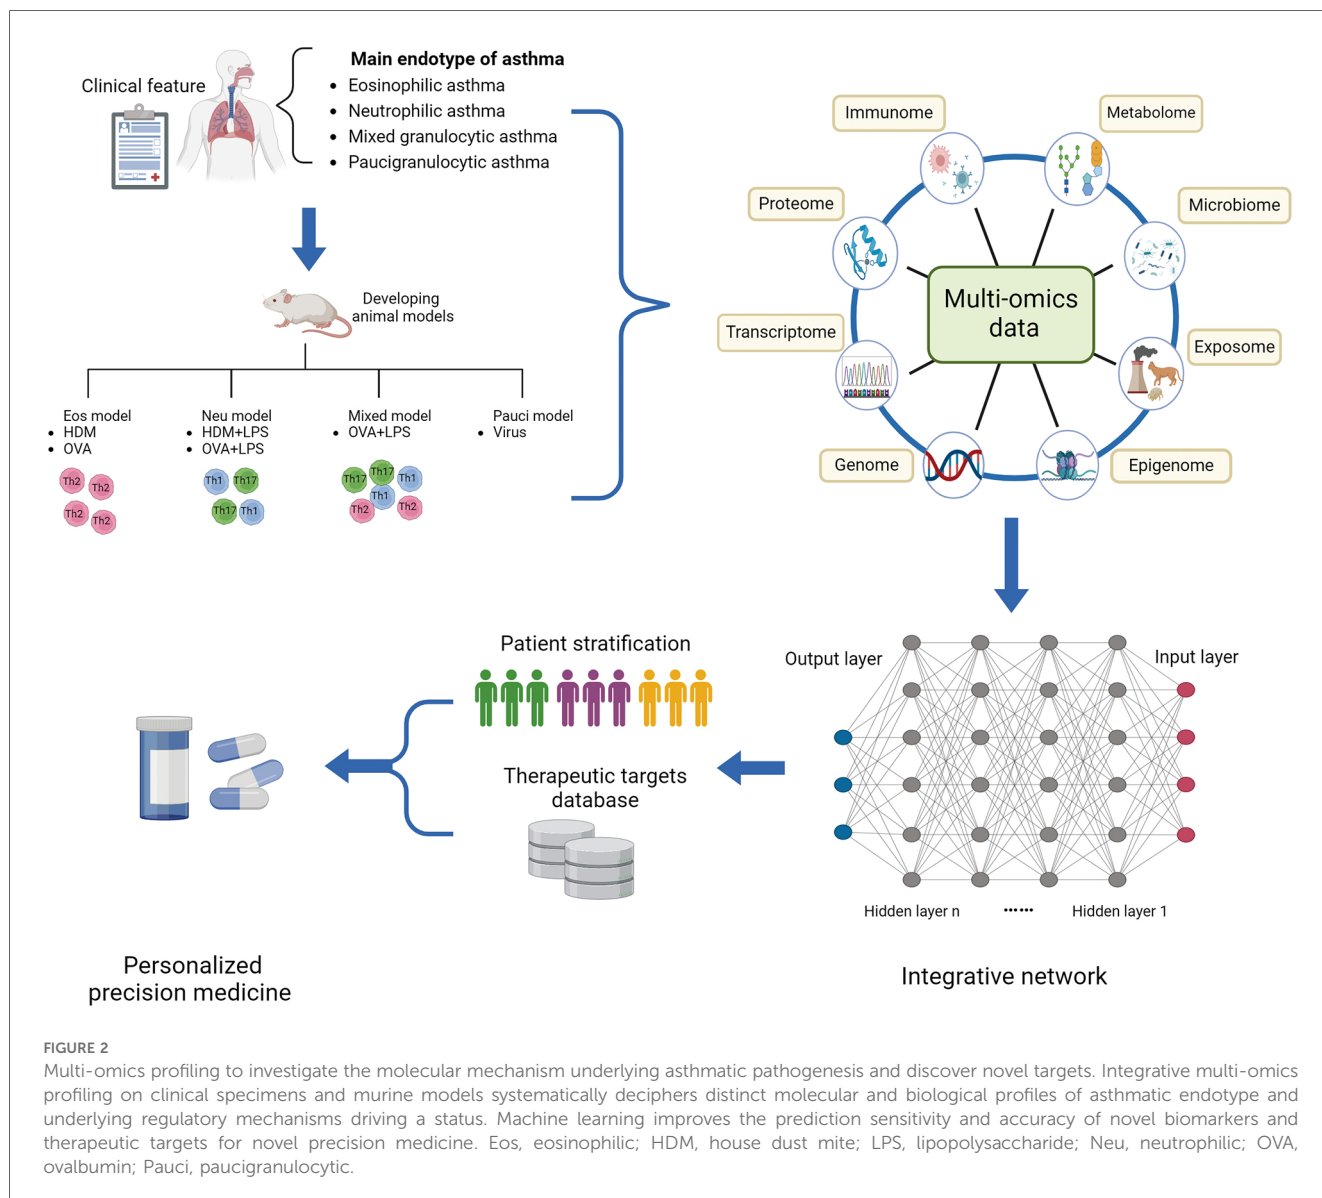 Clinical feature
Main endotype of asthma
• Eosinophilic asthma
• Neutrophilic asthma
• Mixed granulocytic asthma
• Paucigranulocytic asthma
Developing
animal models
Eos model
• HDM
• OVA
Th2
Th2
Th2
Th2
Neu model
• HDM+LPS
• OVA+LPS
Th1
Th17
Th17
Th1
Mixed model
• OVA+LPS
Th17
Th17
Th1
Th1
Th2
Th2
Pauci model
• Virus
Immunome
Metabolome
Proteome
Microbiome
Multi-omics
data
Transcriptome
Exposome
Genome
Epigenome
Output layer
Input layer
Hidden layer n
......
Hidden layer 1
Integrative network
Patient stratification
Therapeutic targets
database
Personalized
precision medicine
FIGURE 2
Multi-omics profiling to investigate the molecular mechanism underlying asthmatic pathogenesis and discover novel targets. Integrative multi-omics
profiling on clinical specimens and murine models systematically deciphers distinct molecular and biological profiles of asthmatic endotype and
underlying regulatory mechanisms driving a status. Machine learning improves the prediction sensitivity and accuracy of novel biomarkers and
therapeutic targets for novel precision medicine. Eos, eosinophilic; HDM, house dust mite; LPS, lipopolysaccharide; Neu, neutrophilic; OVA,
ovalbumin; Pauci, paucigranulocytic.